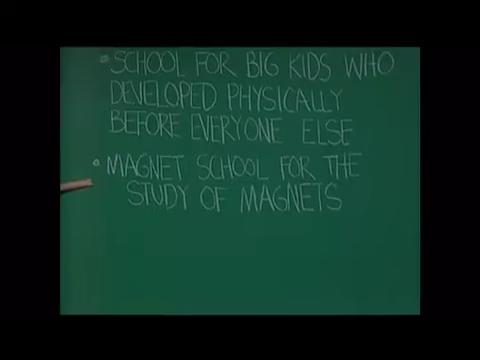 • SCHOOL FOR BIG KIDS WHO
DEVELOPED PHYSICALLY
BEFORE EVERYONE ELSE
• MAGNET SCHOOL FOR THE
STUDY OF MAGNETS